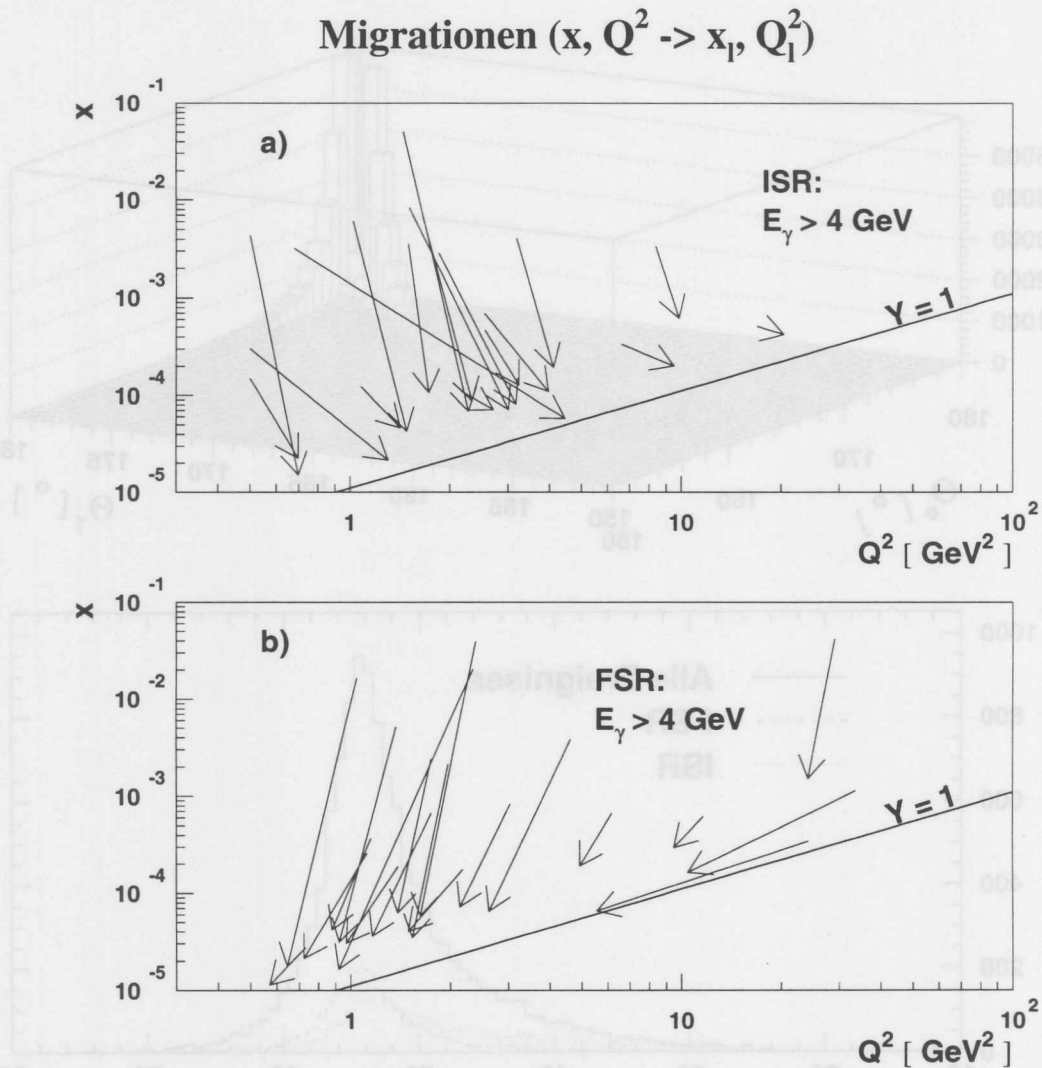 Migrationen (x, Q² -> xₗ, Qₗ²)
x
10⁻¹
10⁻²
10⁻³
10⁻⁴
10⁻⁵
a)
ISR:
E_γ > 4 GeV
Y = 1
1
10
10²
Q² [ GeV² ]
x
10⁻¹
10⁻²
10⁻³
10⁻⁴
10⁻⁵
b)
FSR:
E_γ > 4 GeV
Y = 1
1
10
10²
Q² [ GeV² ]